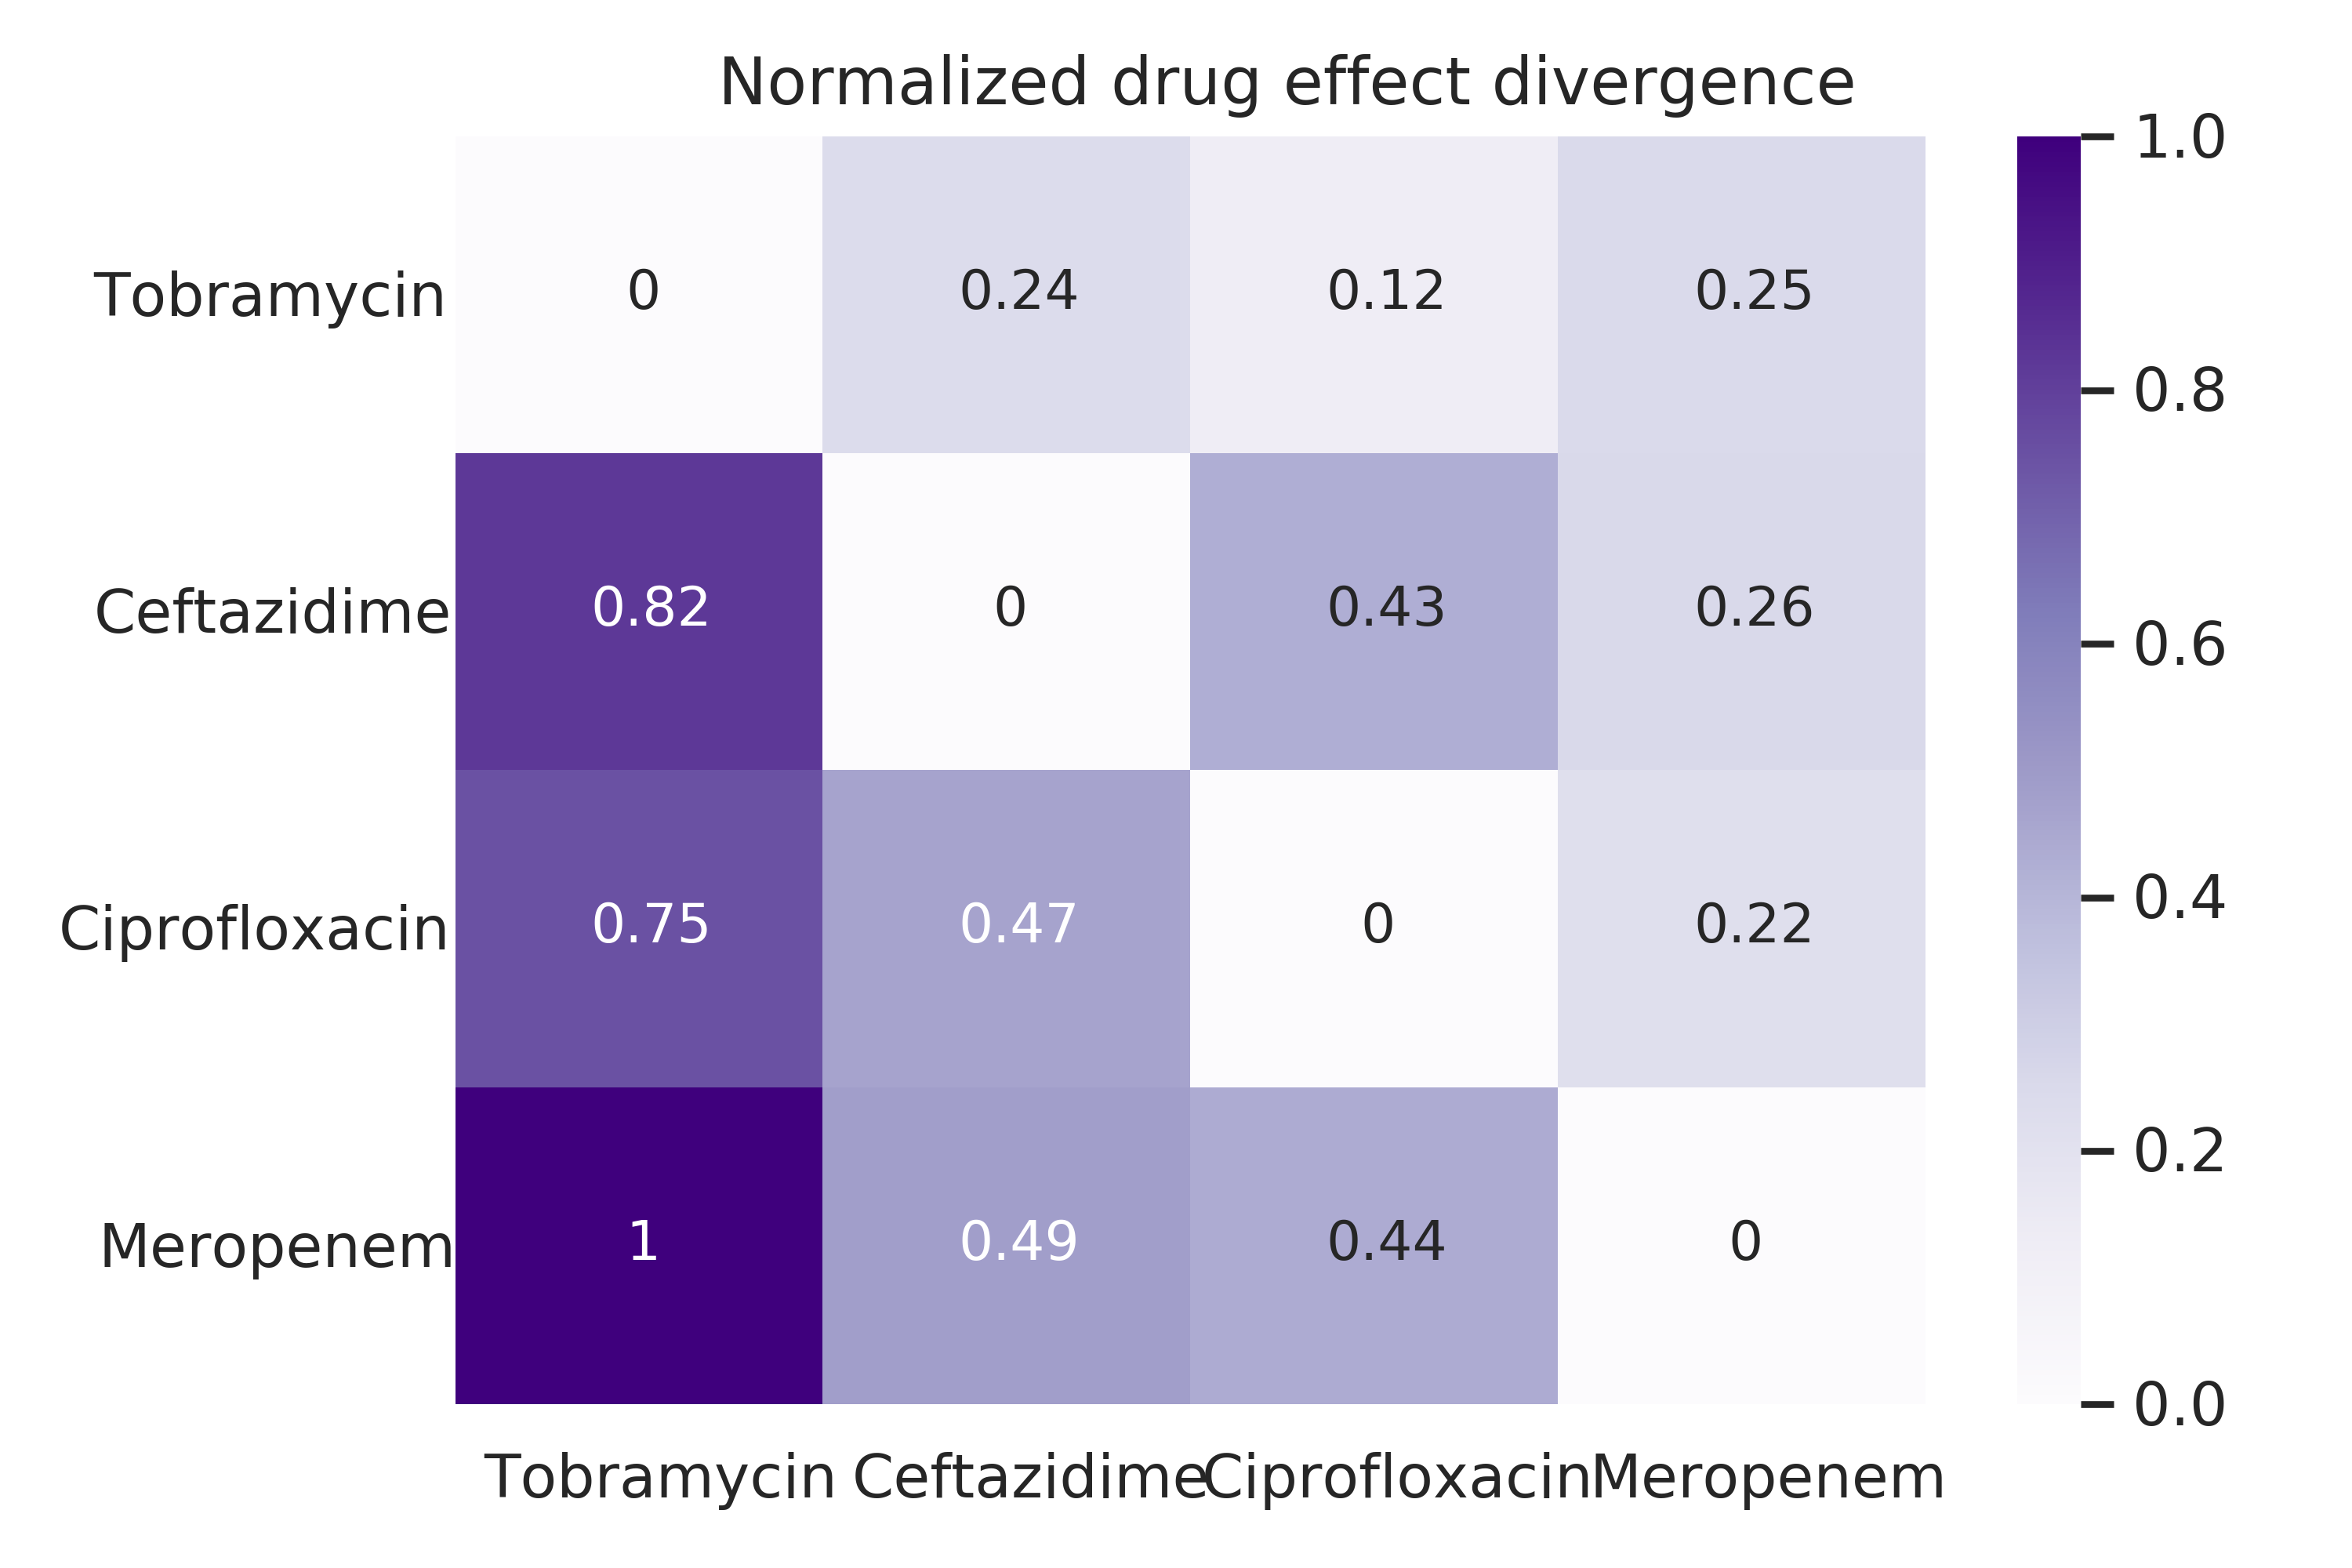 Normalized drug effect divergence
1.0
Tobramycin 0 0.24 0.12 0.25
0.8
Ceftazidime 0.82 0 0.43 0.26
0.6
Ciprofloxacin 0.75 0.47 0 0.22
0.4
Meropenem 1 0.49 0.44 0
0.2
0.0
Tobramycin Ceftazidime Ciprofloxacin Meropenem